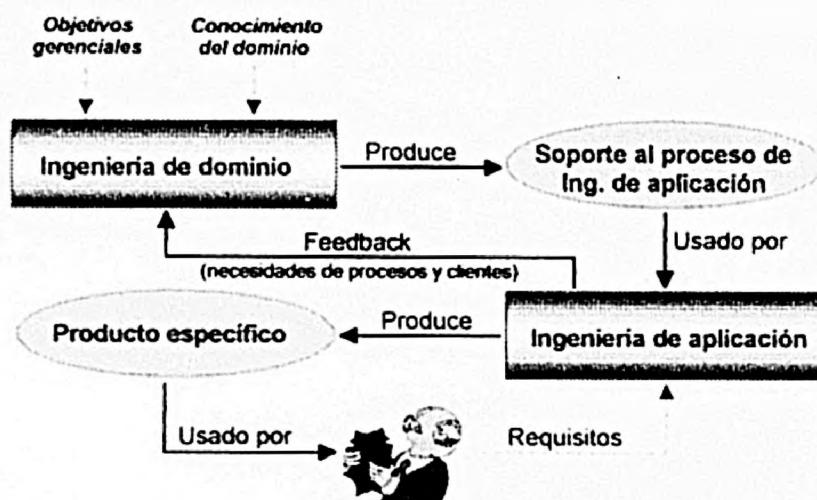 Objetivos
gerenciales
Conocimiento
del dominio
Ingeniería de dominio
Produce
Soporte al proceso de
Ing. de aplicación
Feedback
(necesidades de procesos y clientes)
Usado por
Producto específico
Produce
Ingeniería de aplicación
Usado por
Requisitos